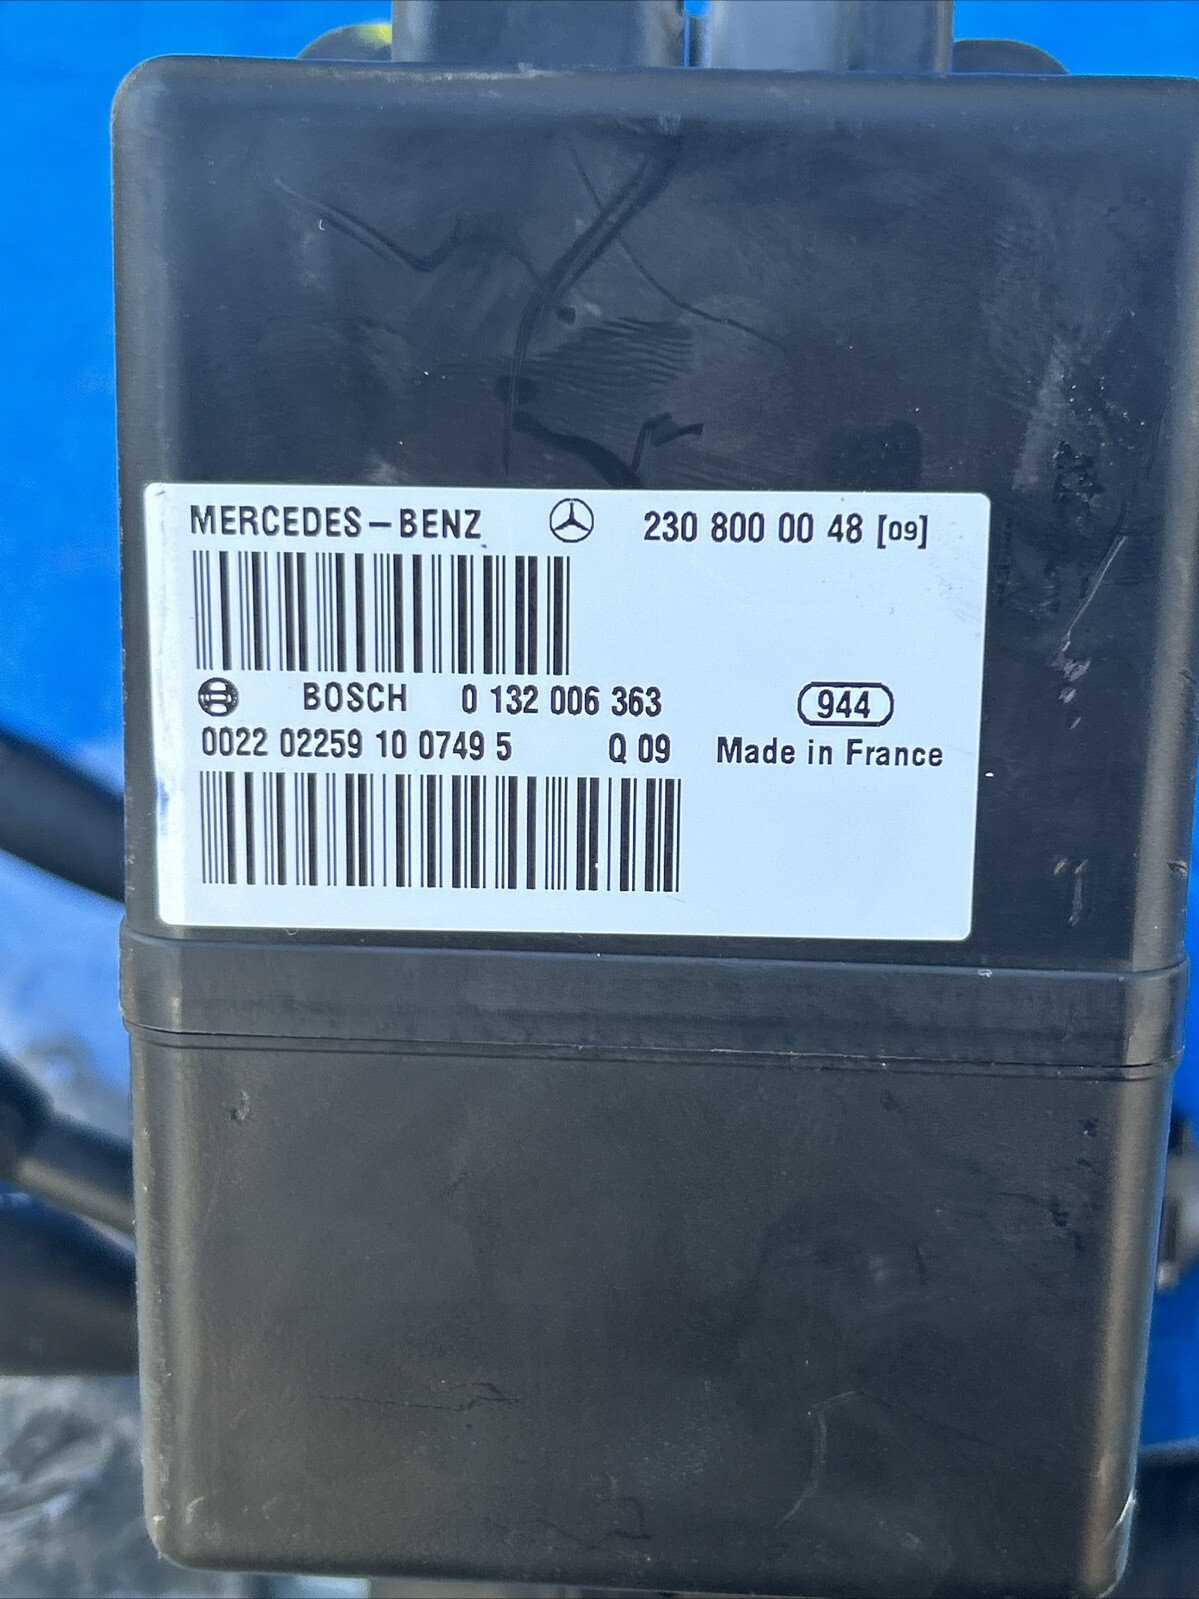 MERCEDES-BENZ 230 800 00 48 [09]
BOSCH 0 132 006 363 944
0022 02259 10 0749 5 Q 09 Made in France